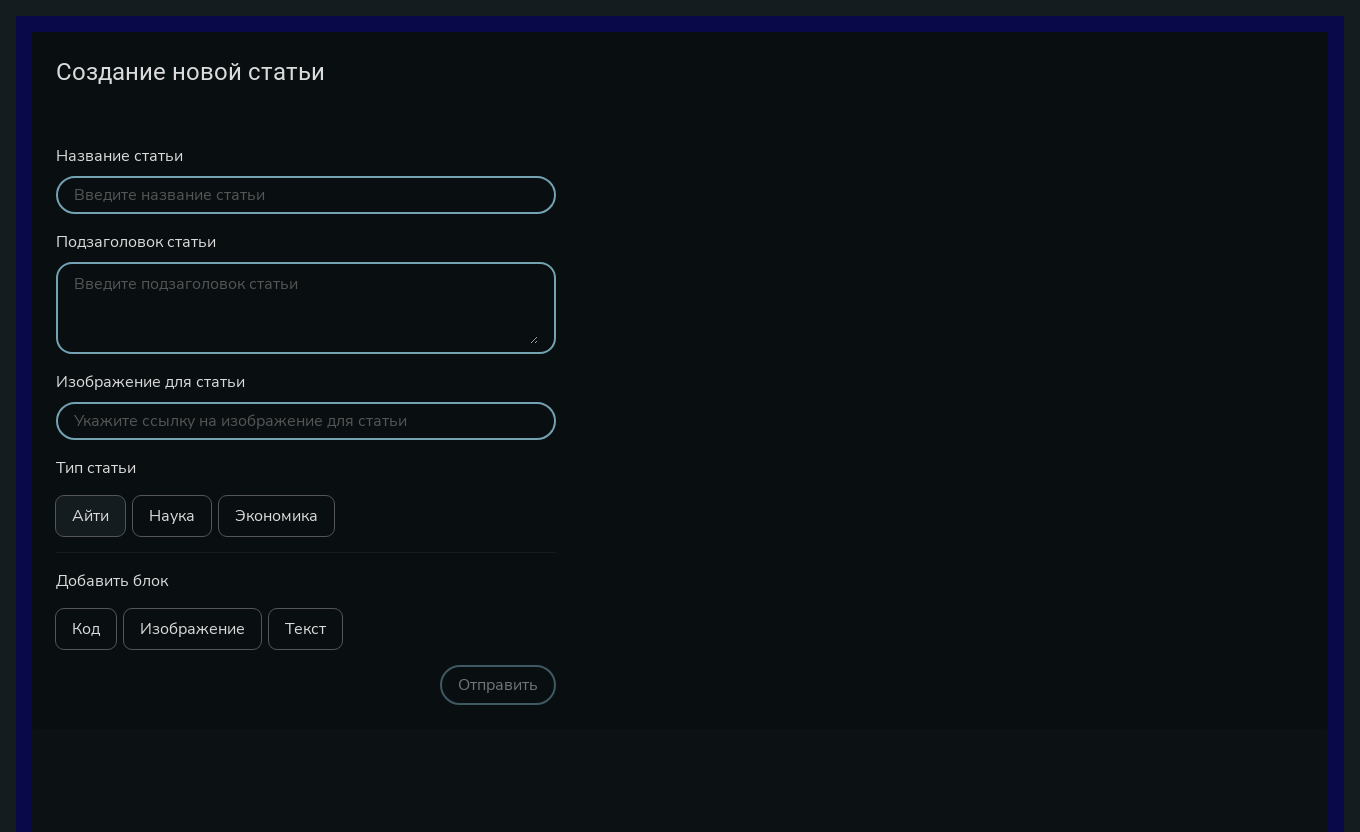 Создание новой статьи
Название статьи
Введите название статьи
Подзаголовок статьи
Введите подзаголовок статьи
Изображение для статьи
Укажите ссылку на изображение для статьи
Тип статьи
Айти Наука Экономика
Добавить блок
Код Изображение Текст
Отправить